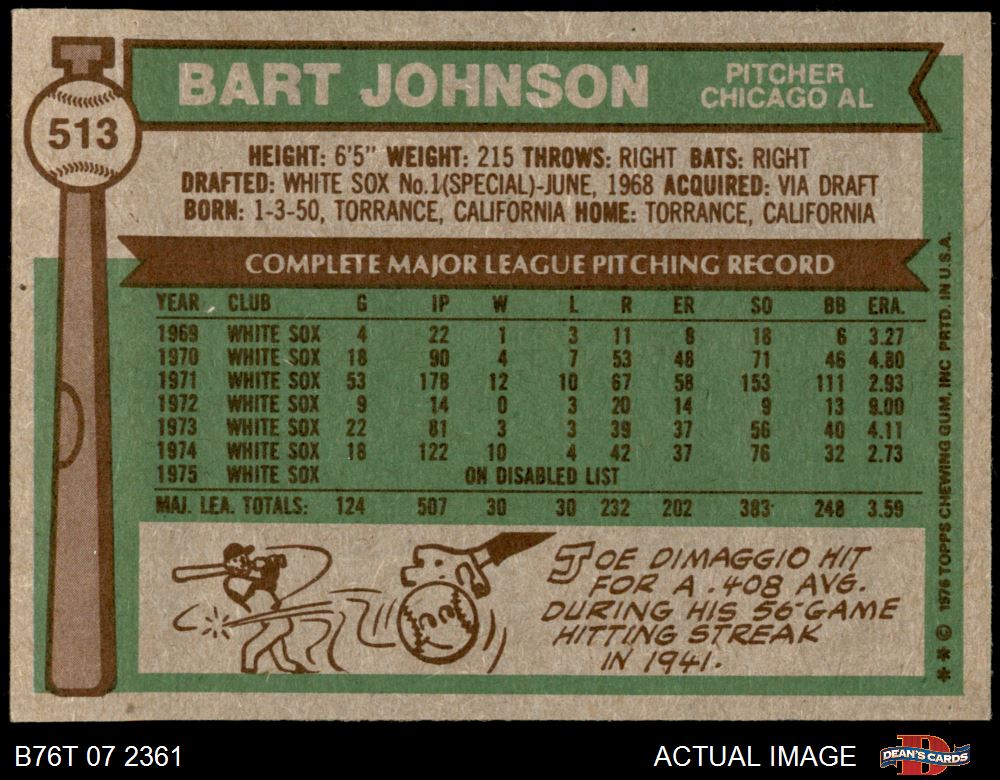 513
BART JOHNSON
PITCHER
CHICAGO AL
HEIGHT: 6'5" WEIGHT: 215 THROWS: RIGHT BATS: RIGHT
DRAFTED: WHITE SOX No.1(SPECIAL)-JUNE, 1968 ACQUIRED: VIA DRAFT
BORN: 1-3-50, TORRANCE, CALIFORNIA HOME: TORRANCE, CALIFORNIA
COMPLETE MAJOR LEAGUE PITCHING RECORD
YEAR CLUB G IP W L R ER SO BB ERA.
1969 WHITE SOX 4 22 1 3 11 8 18 6 3.27
1970 WHITE SOX 18 90 4 7 53 48 71 46 4.80
1971 WHITE SOX 53 178 12 10 67 58 153 111 2.93
1972 WHITE SOX 9 14 0 3 20 14 9 13 9.00
1973 WHITE SOX 22 81 3 3 39 37 56 40 4.11
1974 WHITE SOX 18 122 10 4 42 37 76 32 2.73
1975 WHITE SOX ON DISABLED LIST
MAJ. LEA. TOTALS: 124 507 30 30 232 202 383 248 3.59
JOE DIMAGGIO HIT
FOR A .408 AVG.
DURING HIS 56-GAME
HITTING STREAK
IN 1941.
* * © 1976 TOPPS CHEWING GUM, INC PRTD. IN U.S.A.
B76T 07 2361
ACTUAL IMAGE
D
DEAN'S CARDS